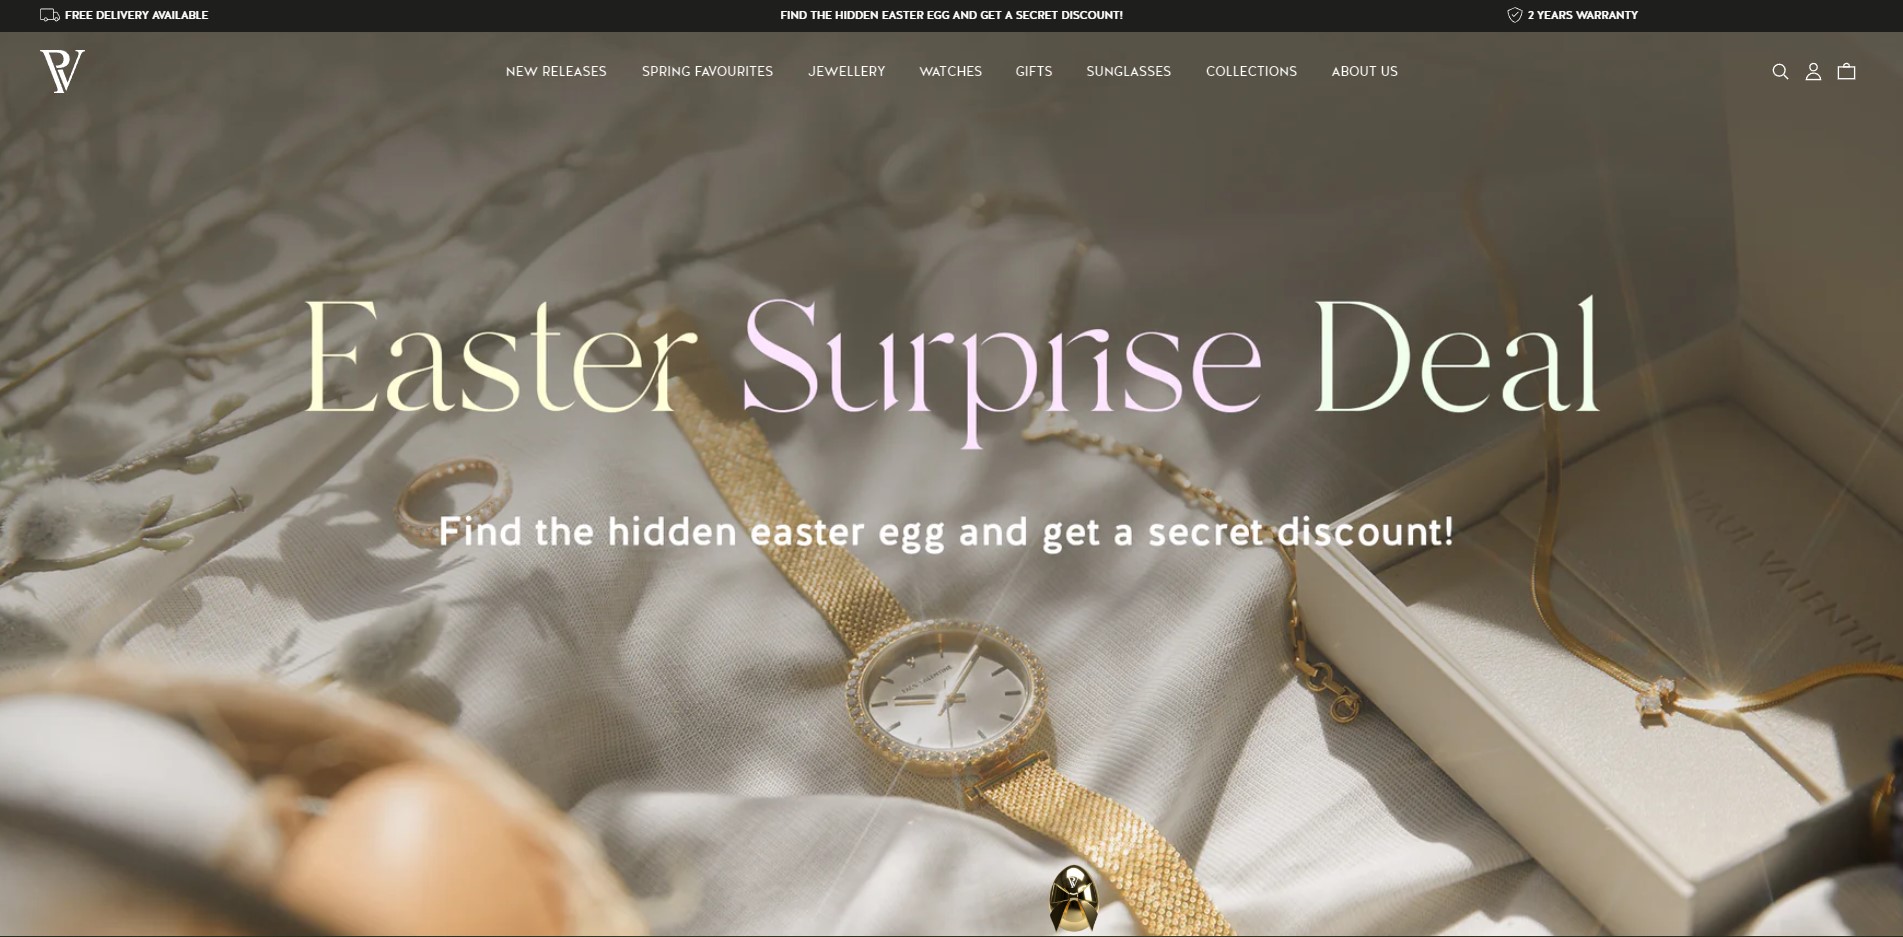 FREE DELIVERY AVAILABLE
FIND THE HIDDEN EASTER EGG AND GET A SECRET DISCOUNT!
2 YEARS WARRANTY
PV
NEW RELEASES
SPRING FAVOURITES
JEWELLERY
WATCHES
GIFTS
SUNGLASSES
COLLECTIONS
ABOUT US
Easter Surprise Deal
Find the hidden easter egg and get a secret discount!
PAUL VALENTINE